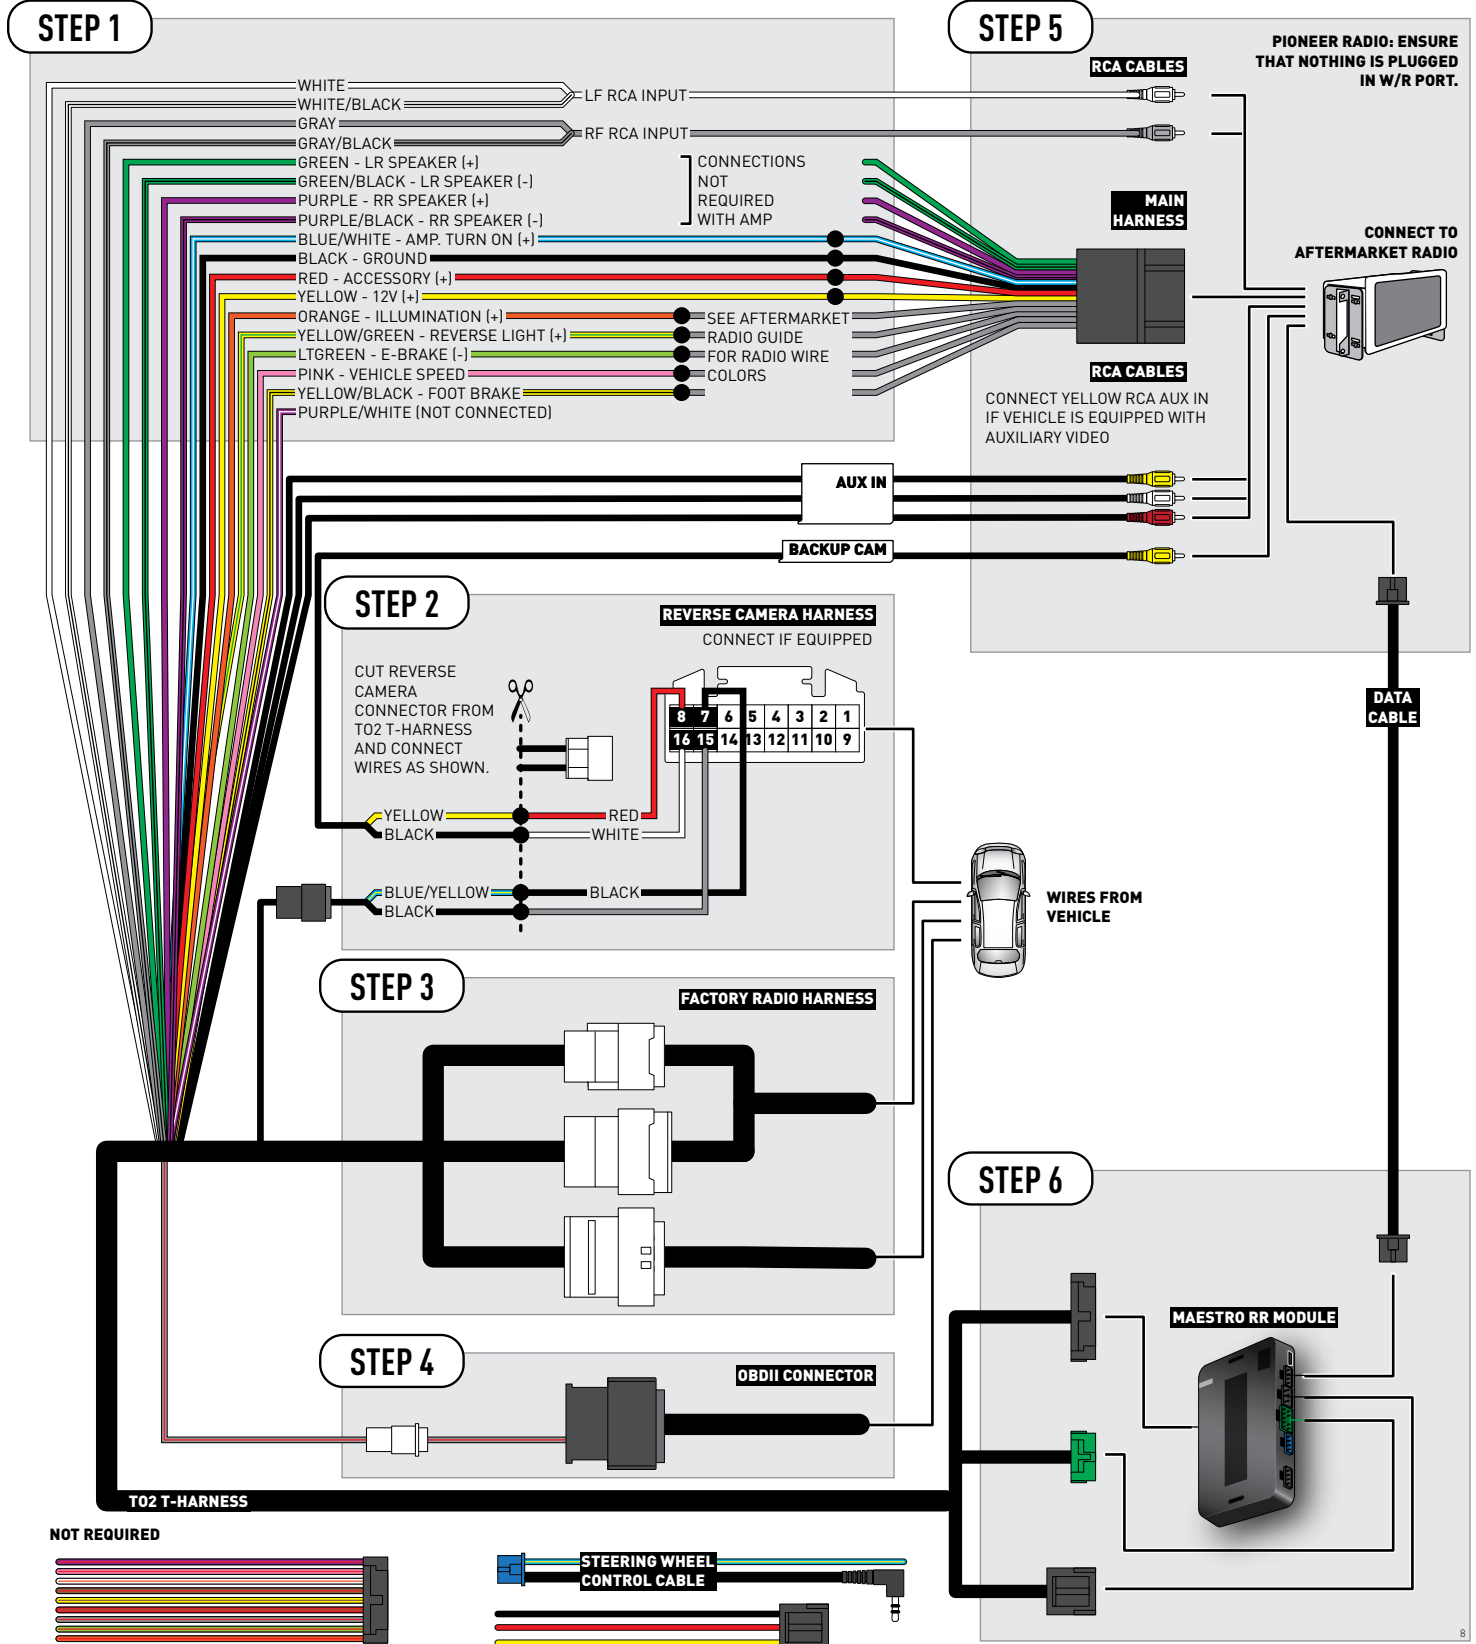 STEP 1
WHITE
WHITE/BLACK
LF RCA INPUT
GRAY
GRAY/BLACK
RF RCA INPUT
GREEN - LR SPEAKER (+)
GREEN/BLACK - LR SPEAKER (-)
PURPLE - RR SPEAKER (+)
PURPLE/BLACK - RR SPEAKER (-)
CONNECTIONS
NOT
REQUIRED
WITH AMP
BLUE/WHITE - AMP. TURN ON (+)
BLACK - GROUND
RED - ACCESSORY (+)
YELLOW - 12V (+)
ORANGE - ILLUMINATION (+)
YELLOW/GREEN - REVERSE LIGHT (+)
LTGREEN - E-BRAKE (-)
PINK - VEHICLE SPEED
YELLOW/BLACK - FOOT BRAKE
PURPLE/WHITE (NOT CONNECTED)
SEE AFTERMARKET
RADIO GUIDE
FOR RADIO WIRE
COLORS
STEP 5
PIONEER RADIO: ENSURE
THAT NOTHING IS PLUGGED
IN W/R PORT.
RCA CABLES
MAIN
HARNESS
CONNECT TO
AFTERMARKET RADIO
RCA CABLES
CONNECT YELLOW RCA AUX IN
IF VEHICLE IS EQUIPPED WITH
AUXILIARY VIDEO
AUX IN
BACKUP CAM
DATA
CABLE
STEP 2
REVERSE CAMERA HARNESS
CONNECT IF EQUIPPED
CUT REVERSE
CAMERA
CONNECTOR FROM
TO2 T-HARNESS
AND CONNECT
WIRES AS SHOWN.
8 7 6 5 4 3 2 1
16 15 14 13 12 11 10 9
YELLOW
RED
BLACK
WHITE
BLUE/YELLOW
BLACK
BLACK
WIRES FROM
VEHICLE
STEP 3
FACTORY RADIO HARNESS
STEP 4
OBDII CONNECTOR
STEP 6
MAESTRO RR MODULE
TO2 T-HARNESS
NOT REQUIRED
STEERING WHEEL
CONTROL CABLE
8